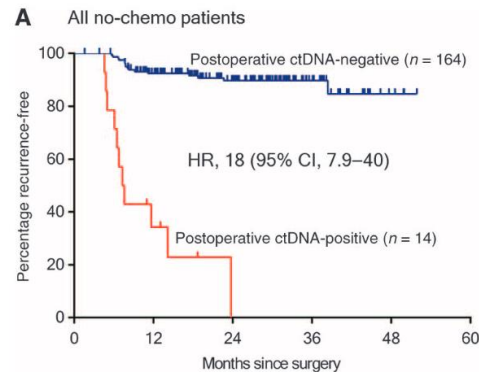 A All no-chemo patients
Percentage recurrence-free
100
80
60
40
20
0
Postoperative ctDNA-negative (n = 164)
HR, 18 (95% CI, 7.9–40)
Postoperative ctDNA-positive (n = 14)
0 12 24 36 48 60
Months since surgery